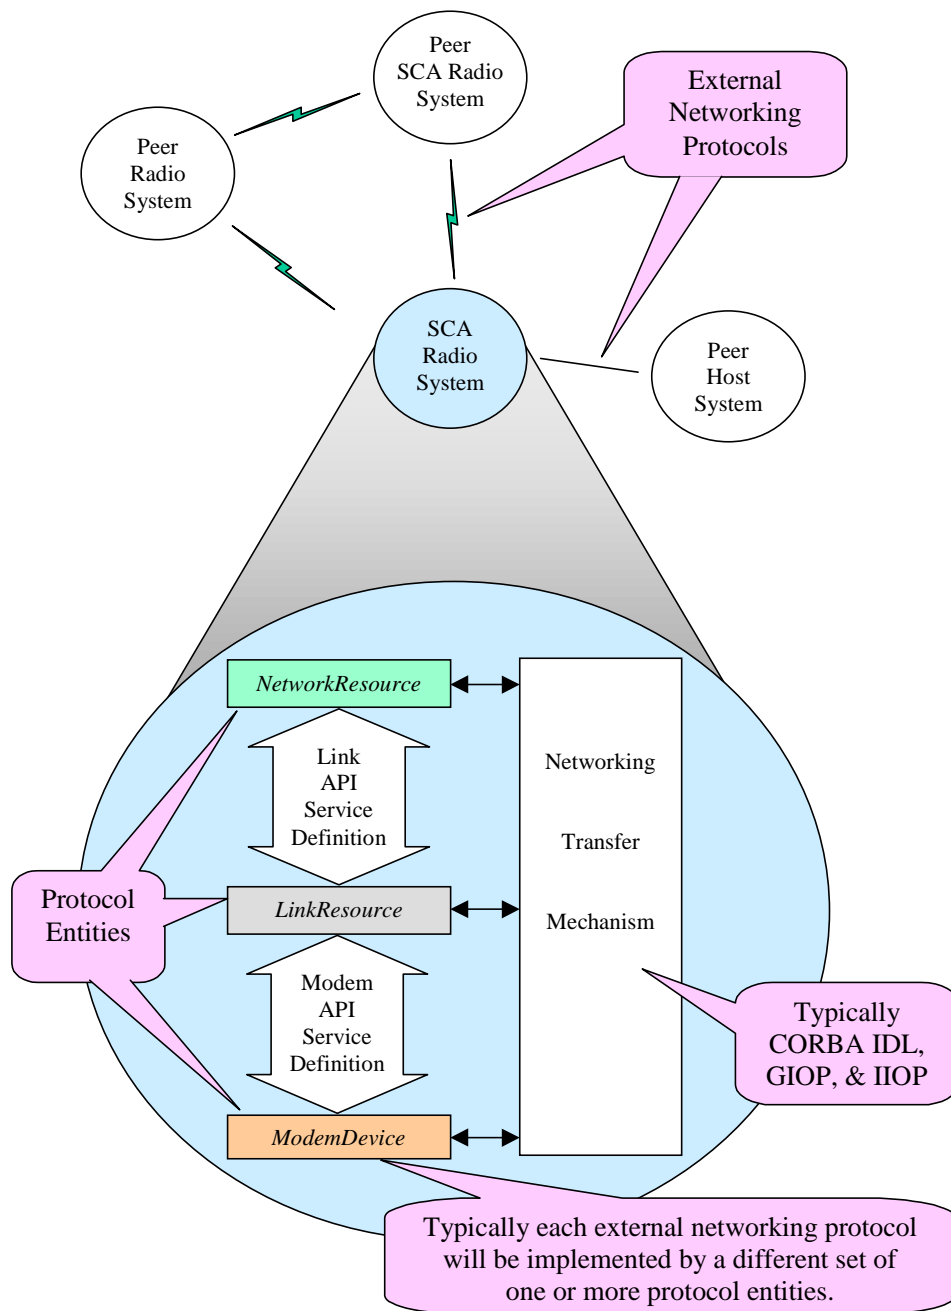 Peer
SCA Radio
System
External
Networking
Protocols
Peer
Radio
System
SCA
Radio
System
Peer
Host
System
NetworkResource
Link
API
Service
Definition
Networking
Transfer
Mechanism
Protocol
Entities
LinkResource
Modem
API
Service
Definition
Typically
CORBA IDL,
GIOP, & IIOP
ModemDevice
Typically each external networking protocol
will be implemented by a different set of
one or more protocol entities.